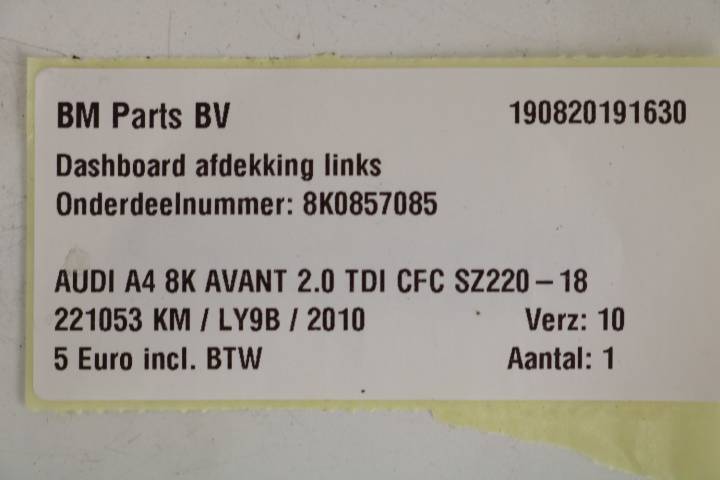 BM Parts BV 190820191630
Dashboard afdekking links
Onderdeelnummer: 8K0857085
AUDI A4 8K AVANT 2.0 TDI CFC SZ220-18
221053 KM / LY9B / 2010 Verz: 10
5 Euro incl. BTW Aantal: 1